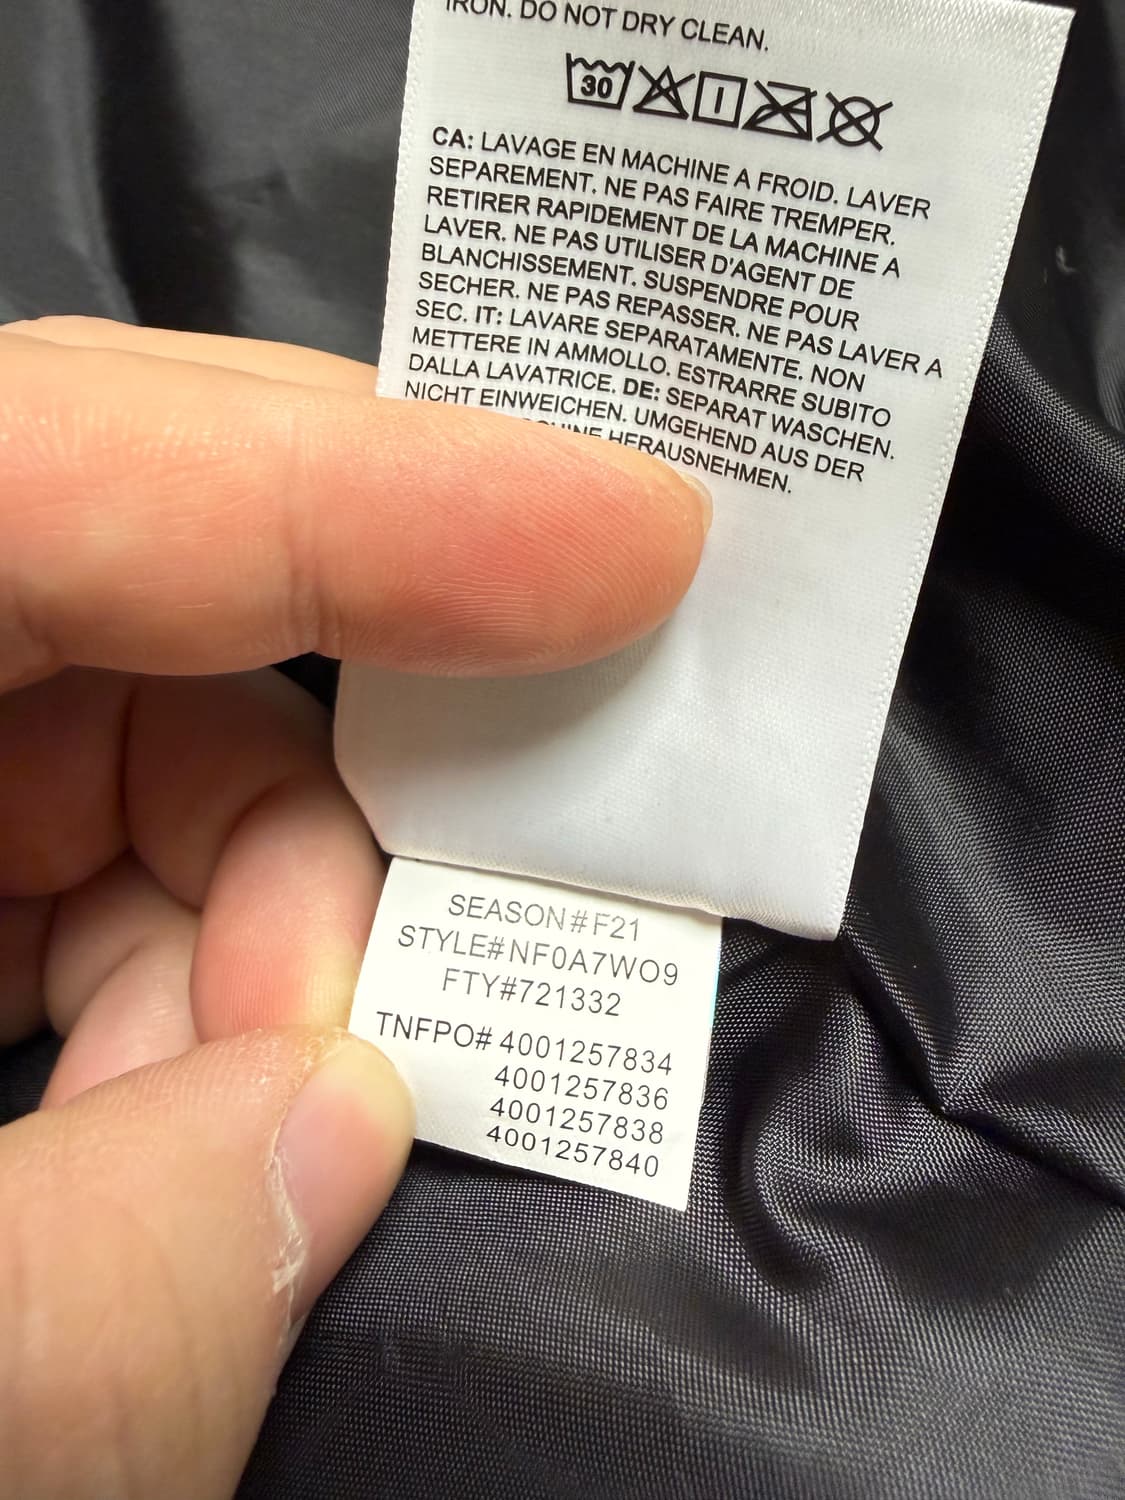 IRON. DO NOT DRY CLEAN.
30
CA: LAVAGE EN MACHINE A FROID. LAVER
SEPAREMENT. NE PAS FAIRE TREMPER.
RETIRER RAPIDEMENT DE LA MACHINE A
LAVER. NE PAS UTILISER D'AGENT DE
BLANCHISSEMENT. SUSPENDRE POUR
SECHER. NE PAS REPASSER. NE PAS LAVER A
SEC. IT: LAVARE SEPARATAMENTE. NON
METTERE IN AMMOLLO. ESTRARRE SUBITO
DALLA LAVATRICE. DE: SEPARAT WASCHEN.
NICHT EINWEICHEN. UMGEHEND AUS DER
HERAUSNEHMEN.
SEASON#F21
STYLE#NF0A7WO9
FTY#721332
TNFPO# 4001257834
4001257836
4001257838
4001257840